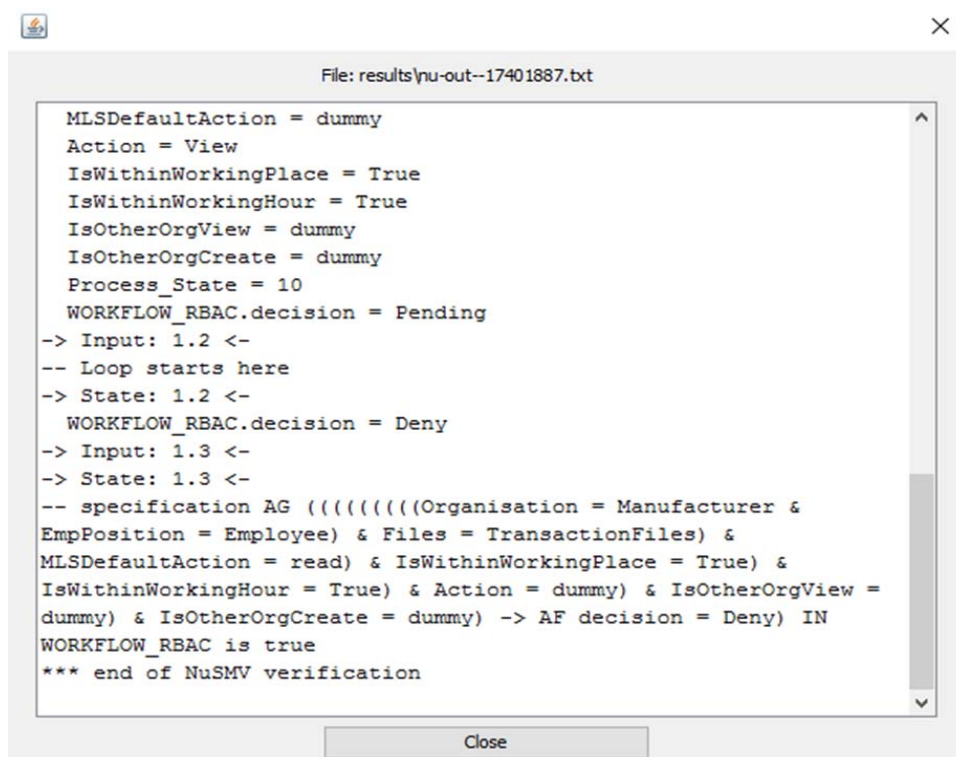 File: results\nu-out--17401887.txt
MLSDefaultAction = dummy
Action = View
IsWithinWorkingPlace = True
IsWithinWorkingHour = True
IsOtherOrgView = dummy
IsOtherOrgCreate = dummy
Process_State = 10
WORKFLOW_RBAC.decision = Pending
-> Input: 1.2 <-
-- Loop starts here
-> State: 1.2 <-
WORKFLOW_RBAC.decision = Deny
-> Input: 1.3 <-
-> State: 1.3 <-
-- specification AG (((((((((Organisation = Manufacturer &
EmpPosition = Employee) & Files = TransactionFiles) &
MLSDefaultAction = read) & IsWithinWorkingPlace = True) &
IsWithinWorkingHour = True) & Action = dummy) & IsOtherOrgView =
dummy) & IsOtherOrgCreate = dummy) -> AF decision = Deny) IN
WORKFLOW_RBAC is true
*** end of NuSMV verification
Close